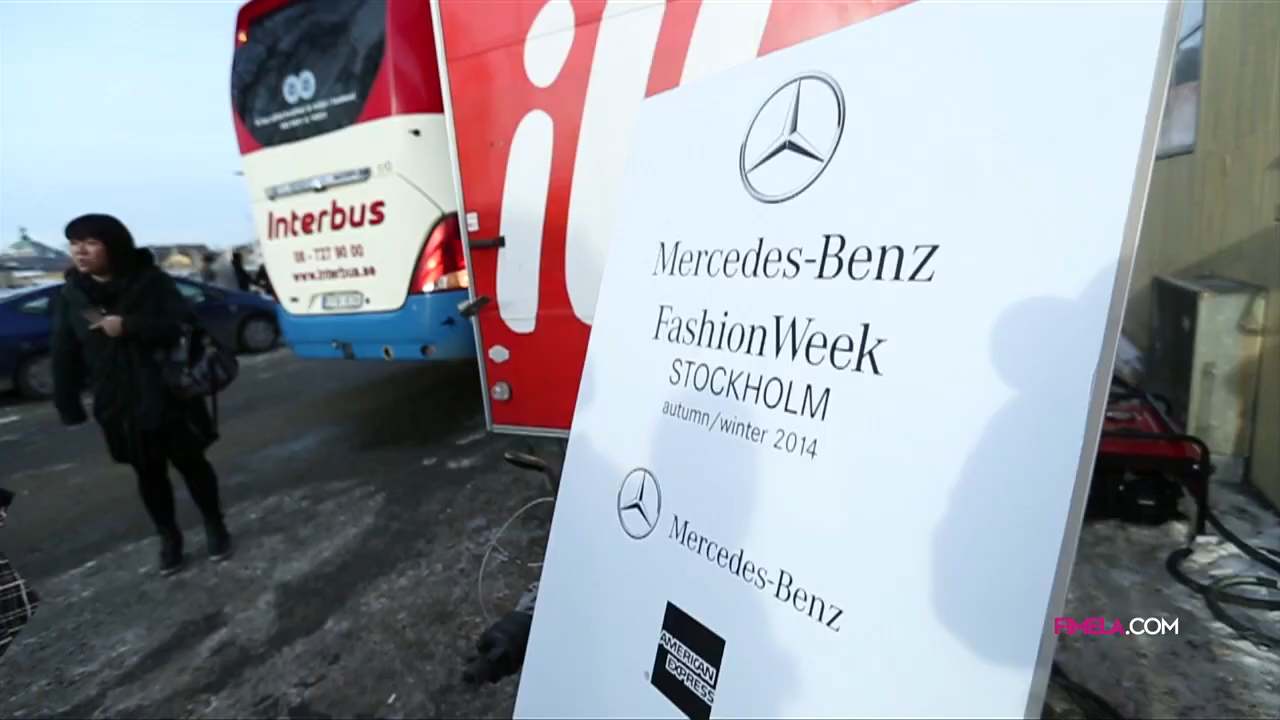 Interbus
08 - 727 90 00
www.interbus.se
Mercedes-Benz
FashionWeek
STOCKHOLM
autumn/winter 2014
Mercedes-Benz
AMERICAN
EXPRESS
®
FIMELA.COM